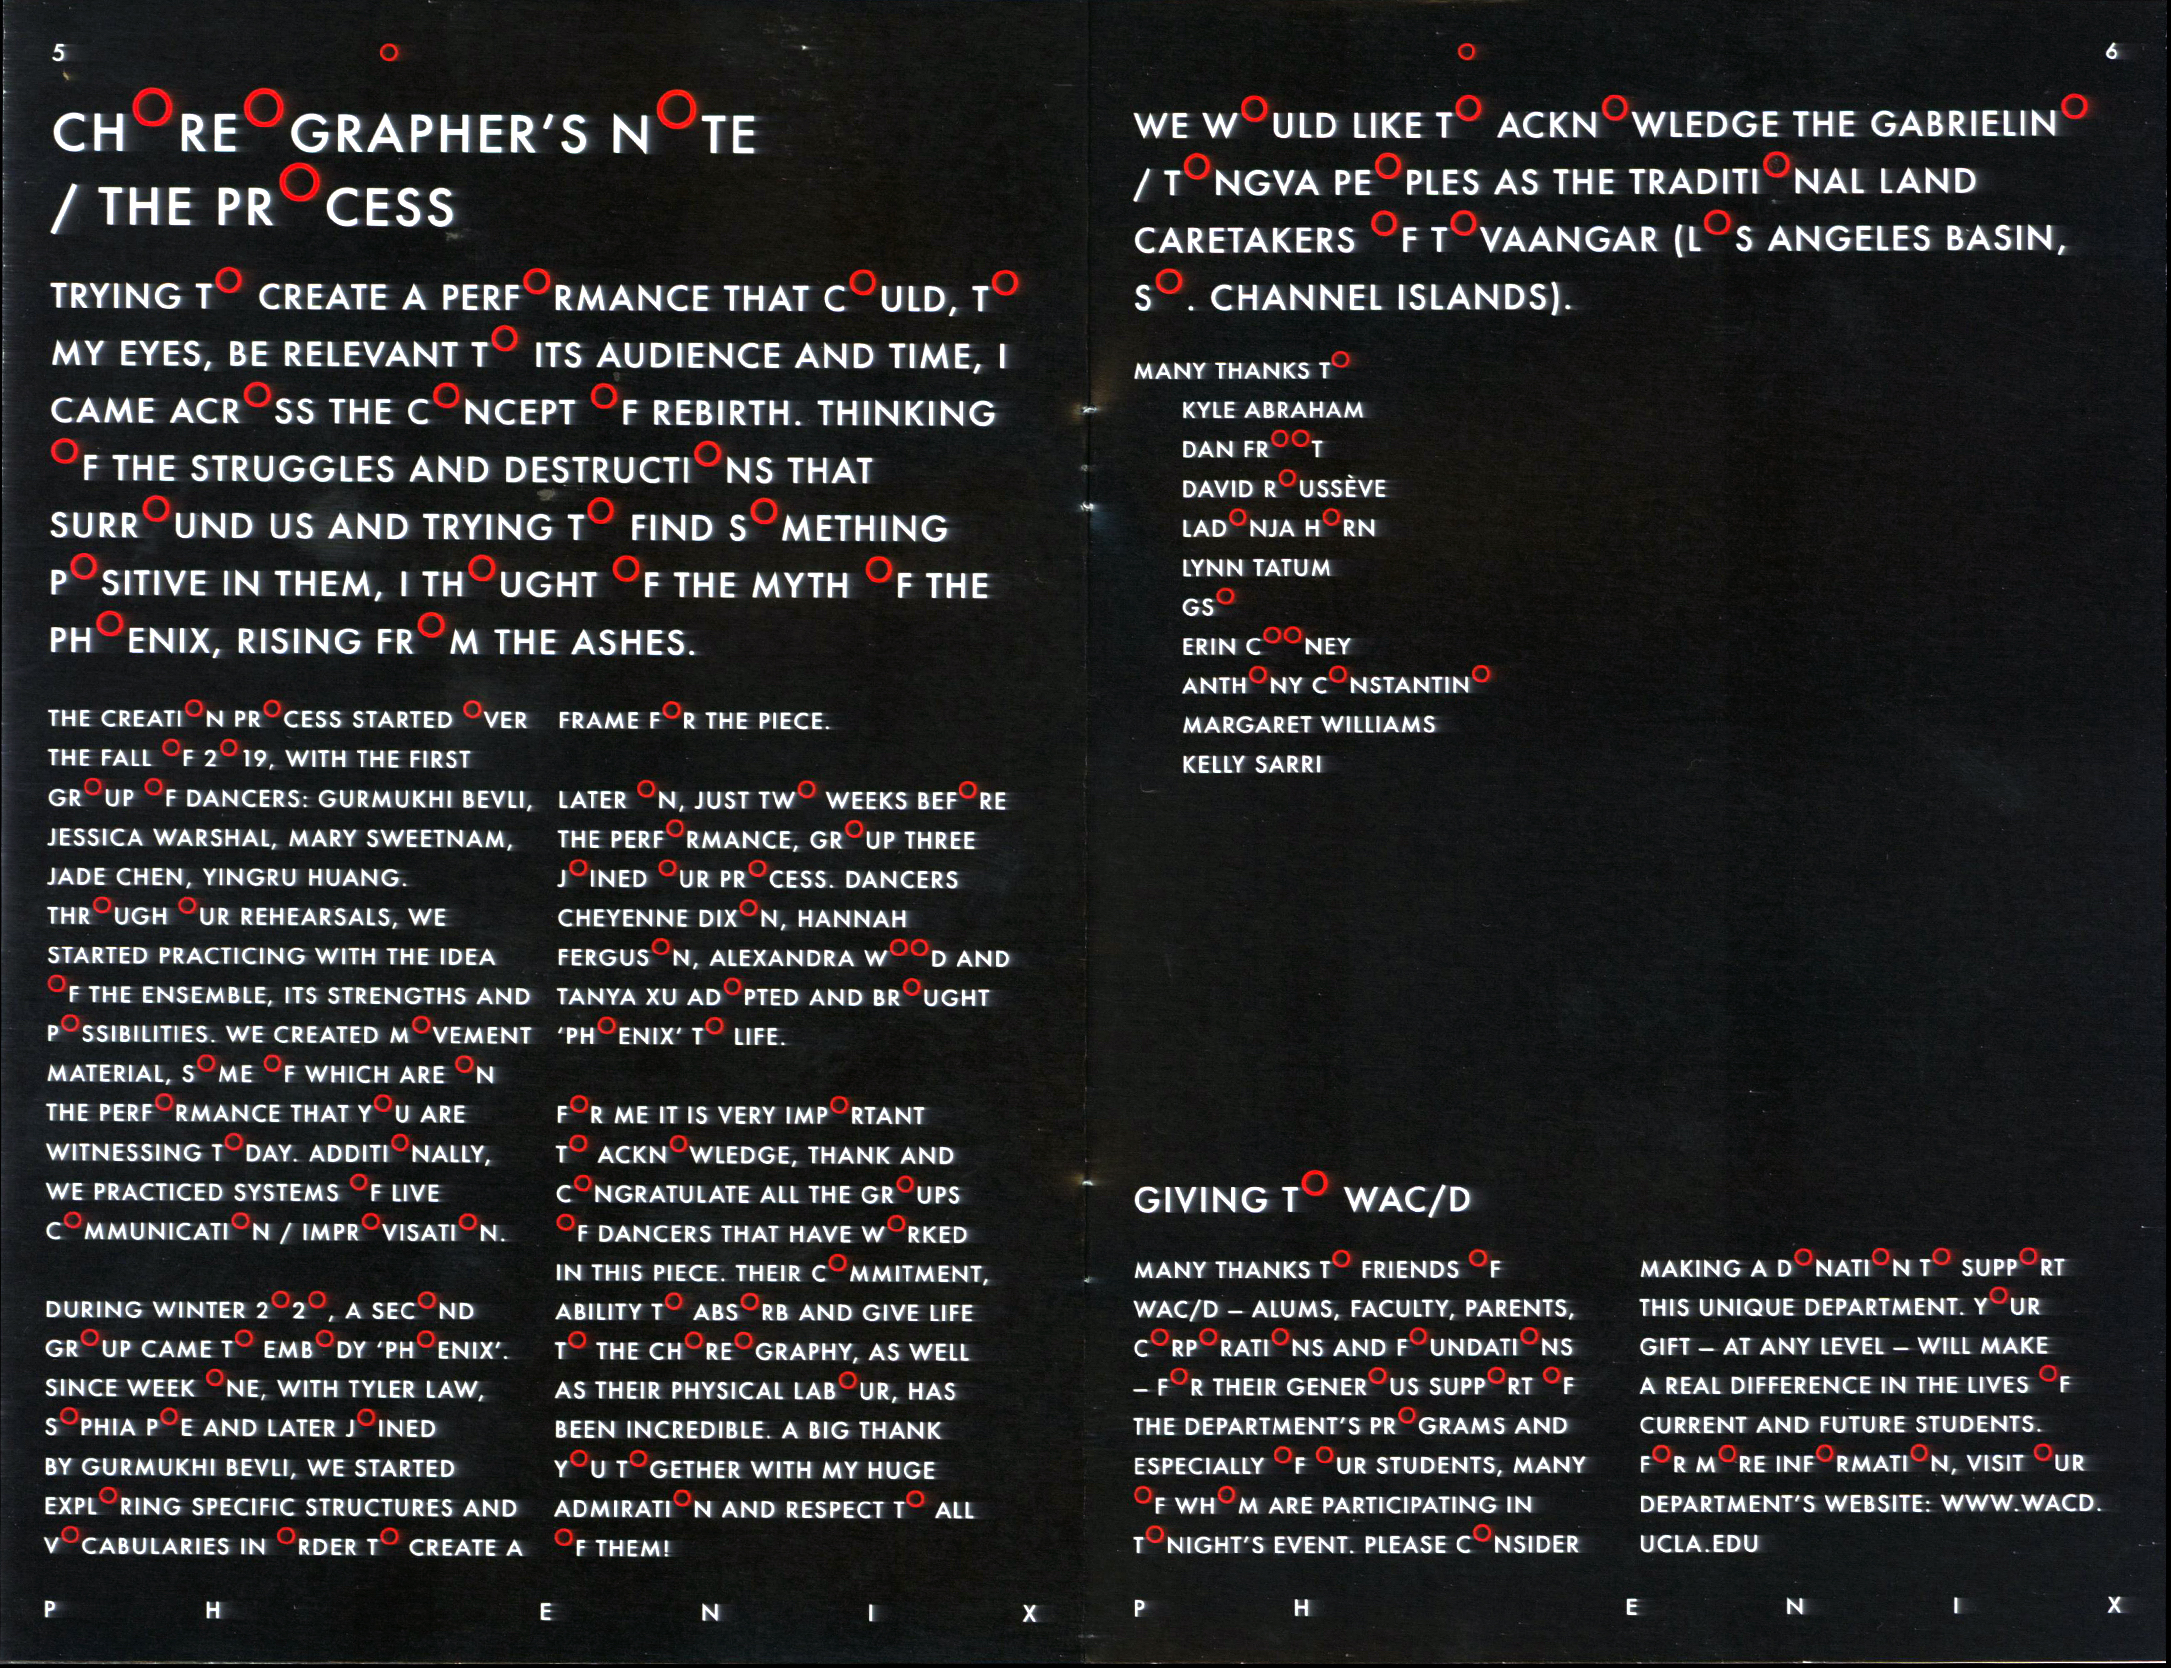 5
O
CHOREOGRAPHER'S NOTE
/ THE PROCESS
TRYING TO CREATE A PERFORMANCE THAT COULD, TO
MY EYES, BE RELEVANT TO ITS AUDIENCE AND TIME, I
CAME ACROSS THE CONCEPT OF REBIRTH. THINKING
OF THE STRUGGLES AND DESTRUCTIONS THAT
SURROUND US AND TRYING TO FIND SOMETHING
POSITIVE IN THEM, I THOUGHT OF THE MYTH OF THE
PHOENIX, RISING FROM THE ASHES.
THE CREATION PROCESS STARTED OVER
THE FALL OF 2O19, WITH THE FIRST
GROUP OF DANCERS: GURMUKHI BEVLI,
JESSICA WARSHAL, MARY SWEETNAM,
JADE CHEN, YINGRU HUANG.
THROUGH OUR REHEARSALS, WE
STARTED PRACTICING WITH THE IDEA
OF THE ENSEMBLE, ITS STRENGTHS AND
POSSIBILITIES. WE CREATED MOVEMENT
MATERIAL, SOME OF WHICH ARE ON
THE PERFORMANCE THAT YOU ARE
WITNESSING TODAY. ADDITIONALLY,
WE PRACTICED SYSTEMS OF LIVE
COMMUNICATION / IMPROVISATION.
DURING WINTER 2O2O, A SECOND
GROUP CAME TO EMBODY 'PHOENIX'.
SINCE WEEK ONE, WITH TYLER LAW,
SOPHIA POE AND LATER JOINED
BY GURMUKHI BEVLI, WE STARTED
EXPLORING SPECIFIC STRUCTURES AND
VOCABULARIES IN ORDER TO CREATE A
FRAME FOR THE PIECE.
LATER ON, JUST TWO WEEKS BEFORE
THE PERFORMANCE, GROUP THREE
JOINED OUR PROCESS. DANCERS
CHEYENNE DIXON, HANNAH
FERGUSON, ALEXANDRA WOOD AND
TANYA XU ADOPTED AND BROUGHT
'PHOENIX' TO LIFE.
FOR ME IT IS VERY IMPORTANT
TO ACKNOWLEDGE, THANK AND
CONGRATULATE ALL THE GROUPS
OF DANCERS THAT HAVE WORKED
IN THIS PIECE. THEIR COMMITMENT,
ABILITY TO ABSORB AND GIVE LIFE
TO THE CHOREOGRAPHY, AS WELL
AS THEIR PHYSICAL LABOUR, HAS
BEEN INCREDIBLE. A BIG THANK
YOU TOGETHER WITH MY HUGE
ADMIRATION AND RESPECT TO ALL
OF THEM!
P H E N I X
O
6
WE WOULD LIKE TO ACKNOWLEDGE THE GABRIELINO
/ TONGVA PEOPLES AS THE TRADITIONAL LAND
CARETAKERS OF TOVAANGAR (LOS ANGELES BASIN,
SO. CHANNEL ISLANDS).
MANY THANKS TO
KYLE ABRAHAM
DAN FROOT
DAVID ROUSSÈVE
LADONJA HORN
LYNN TATUM
GSO
ERIN COONEY
ANTHONY CONSTANTINO
MARGARET WILLIAMS
KELLY SARRI
GIVING TO WAC/D
MANY THANKS TO FRIENDS OF
WAC/D – ALUMS, FACULTY, PARENTS,
CORPORATIONS AND FOUNDATIONS
– FOR THEIR GENEROUS SUPPORT OF
THE DEPARTMENT'S PROGRAMS AND
ESPECIALLY OF OUR STUDENTS, MANY
OF WHOM ARE PARTICIPATING IN
TONIGHT'S EVENT. PLEASE CONSIDER
MAKING A DONATION TO SUPPORT
THIS UNIQUE DEPARTMENT. YOUR
GIFT – AT ANY LEVEL – WILL MAKE
A REAL DIFFERENCE IN THE LIVES OF
CURRENT AND FUTURE STUDENTS.
FOR MORE INFORMATION, VISIT OUR
DEPARTMENT'S WEBSITE: WWW.WACD.
UCLA.EDU
P H E N I X